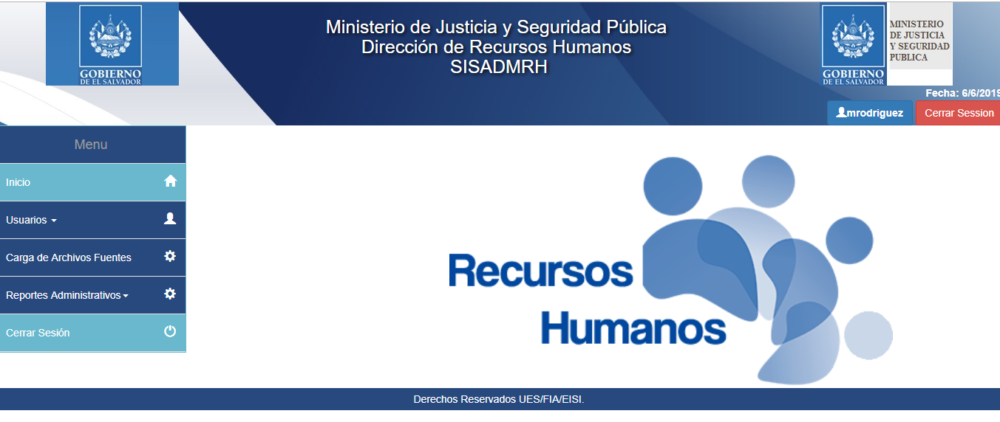 GOBIERNO
DE EL SALVADOR
Ministerio de Justicia y Seguridad Pública
Dirección de Recursos Humanos
SISADMRH
GOBIERNO
DE EL SALVADOR
MINISTERIO
DE JUSTICIA
Y SEGURIDAD
PUBLICA
Fecha: 6/6/2019
mrodriguez
Cerrar Session
Menu
Inicio
Usuarios
Carga de Archivos Fuentes
Reportes Administrativos
Cerrar Sesión
Recursos
Humanos
Derechos Reservados UES/FIA/EISI.